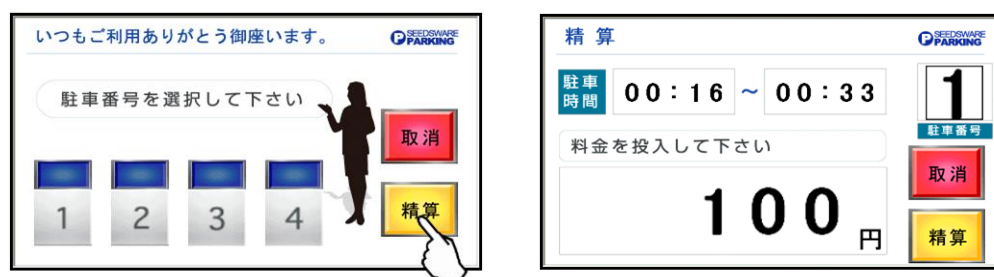 いつもご利用ありがとう御座います。
SEEDSWARE
PARKING
駐車番号を選択して下さい
取消
1 2 3 4
精算
精算
SEEDSWARE
PARKING
駐車
時間
00:16 ~ 00:33
1
駐車番号
料金を投入して下さい
取消
100円
精算